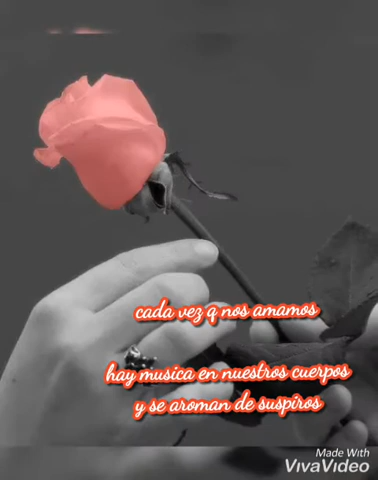 cada vez q nos amamos
hay musica en nuestros cuerpos
y se aroman de suspiros
Made With
VivaVideo